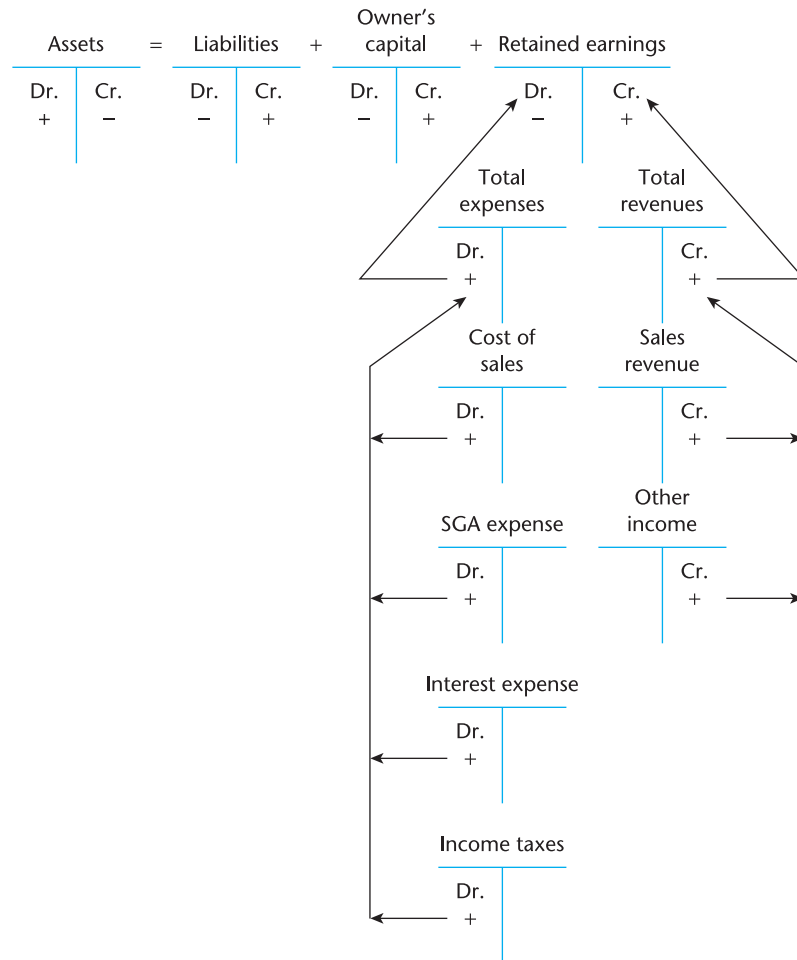 Assets = Liabilities + Owner's capital + Retained earnings
Dr. Cr. Dr. Cr. Dr. Cr. Dr. Cr.
+ − − + − + − +
Total expenses Total revenues
Dr. Cr.
+ +
Cost of sales Sales revenue
Dr. Cr.
+ +
SGA expense Other income
Dr. Cr.
+ +
Interest expense
Dr.
+
Income taxes
Dr.
+